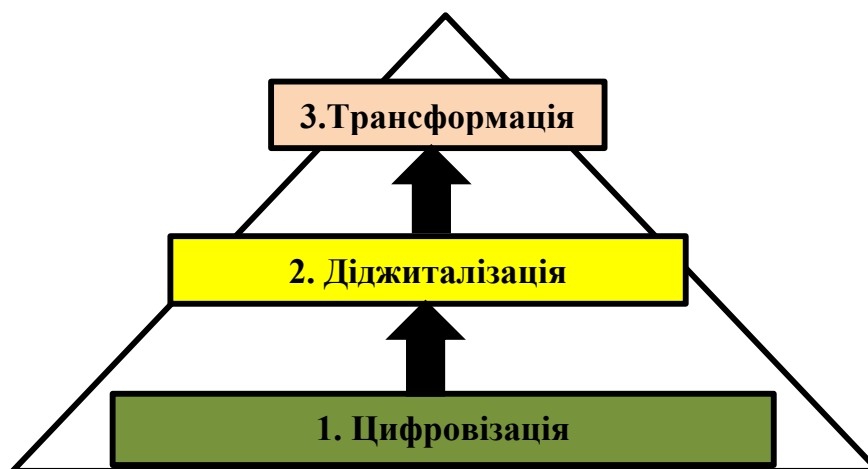 3.Трансформація
2. Діджиталізація
1. Цифровізація